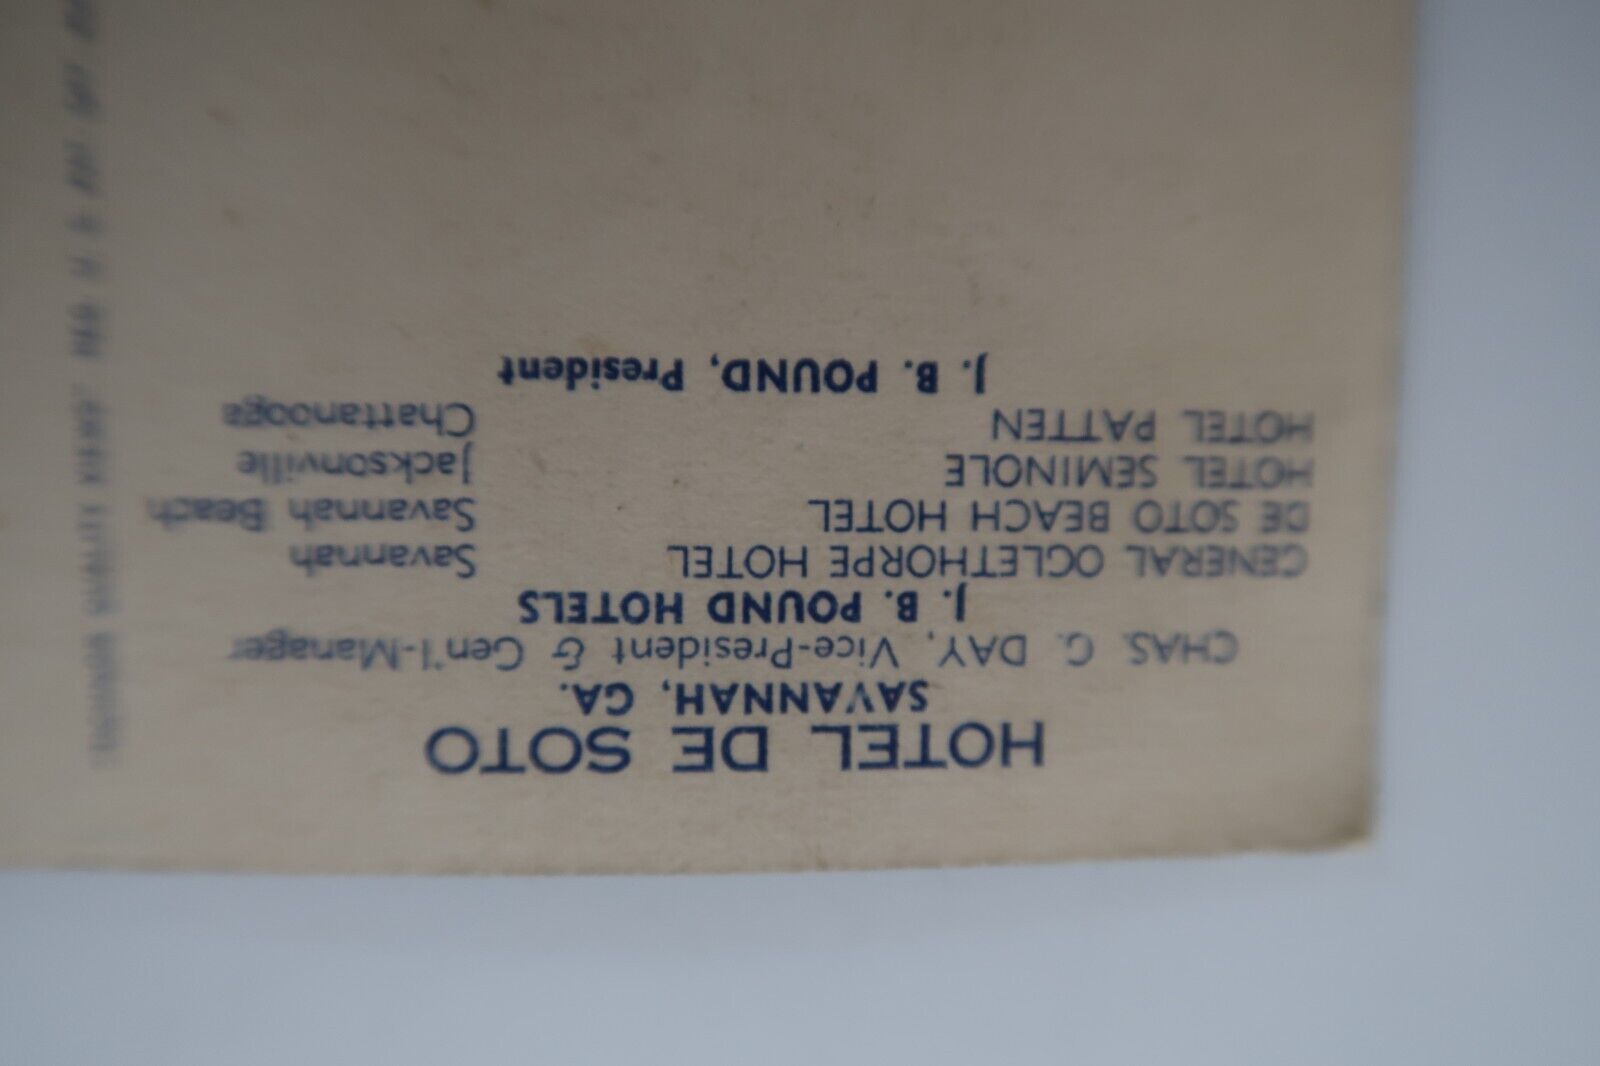 HOTEL DE SOTO
SAVANNAH, GA.
CHAS. G. DAY, Vice-President & Gen'l-Manager
J. B. POUND HOTELS
GENERAL OGLETHORPE HOTEL Savannah
DE SOTO BEACH HOTEL Savannah Beach
HOTEL SEMINOLE Jacksonville
HOTEL PATTEN Chattanooga
J. B. POUND, President